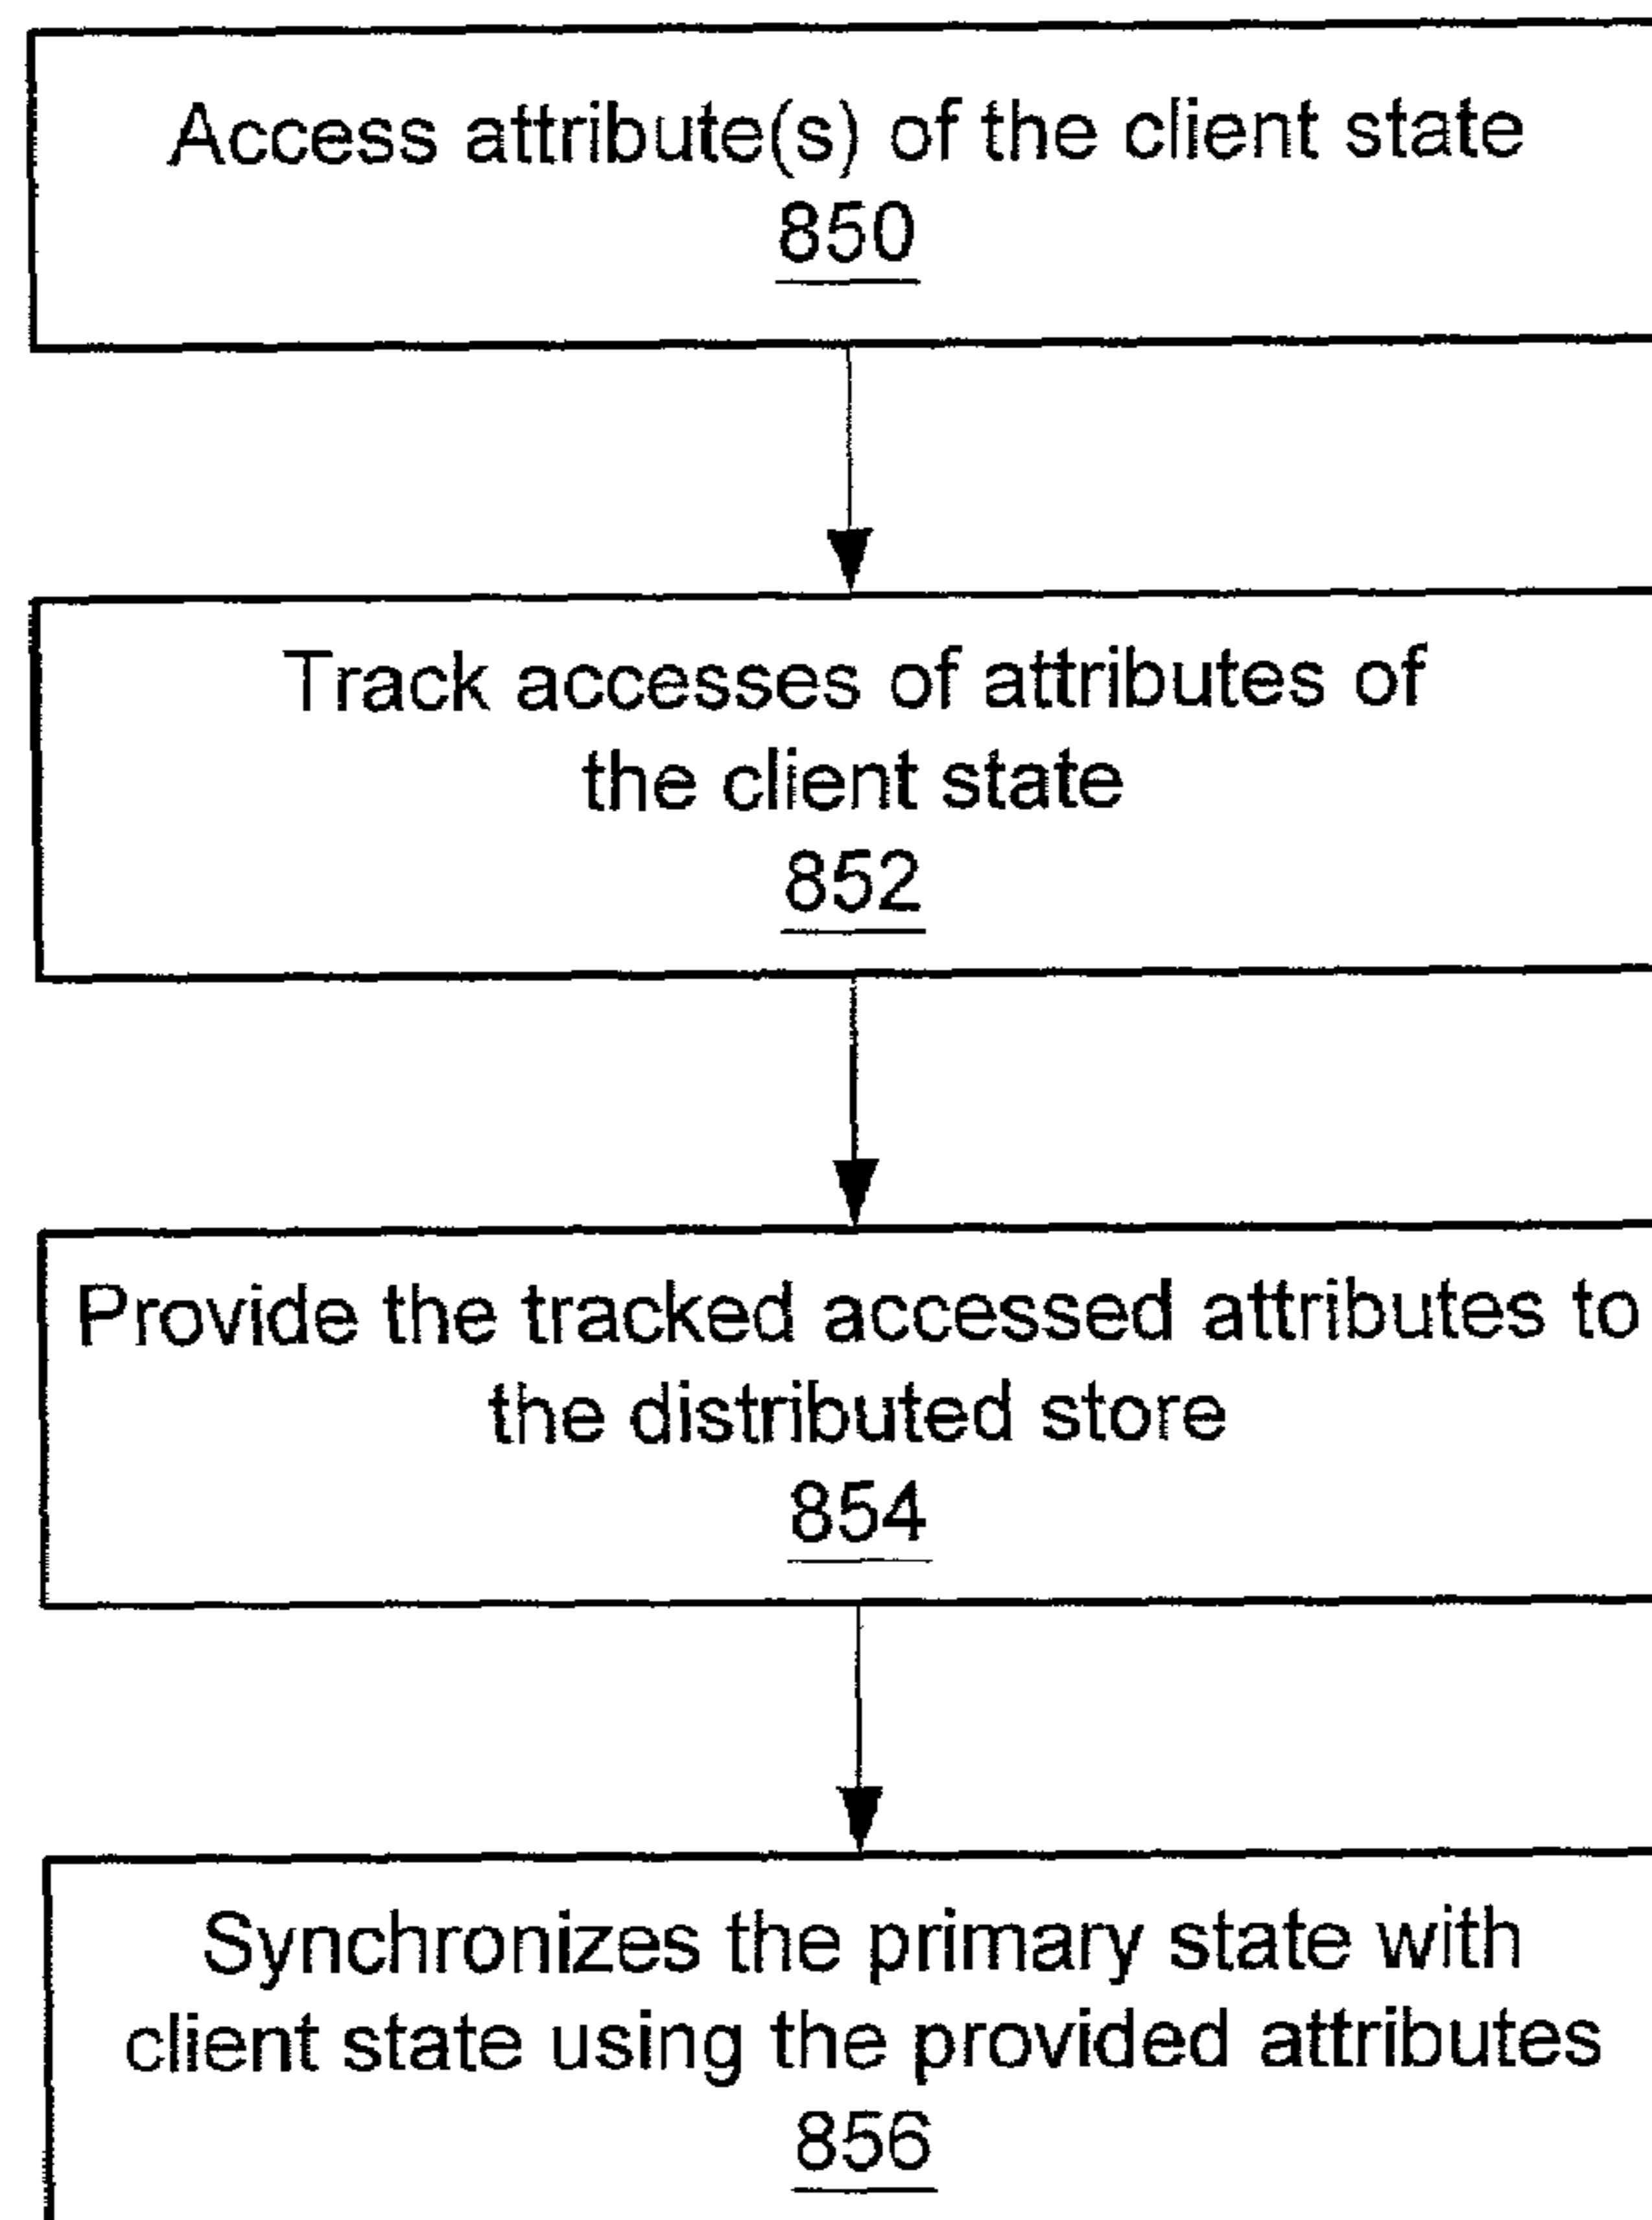 Access attribute(s) of the client state
850
Track accesses of attributes of
the client state
852
Provide the tracked accessed attributes to
the distributed store
854
Synchronizes the primary state with
client state using the provided attributes
856